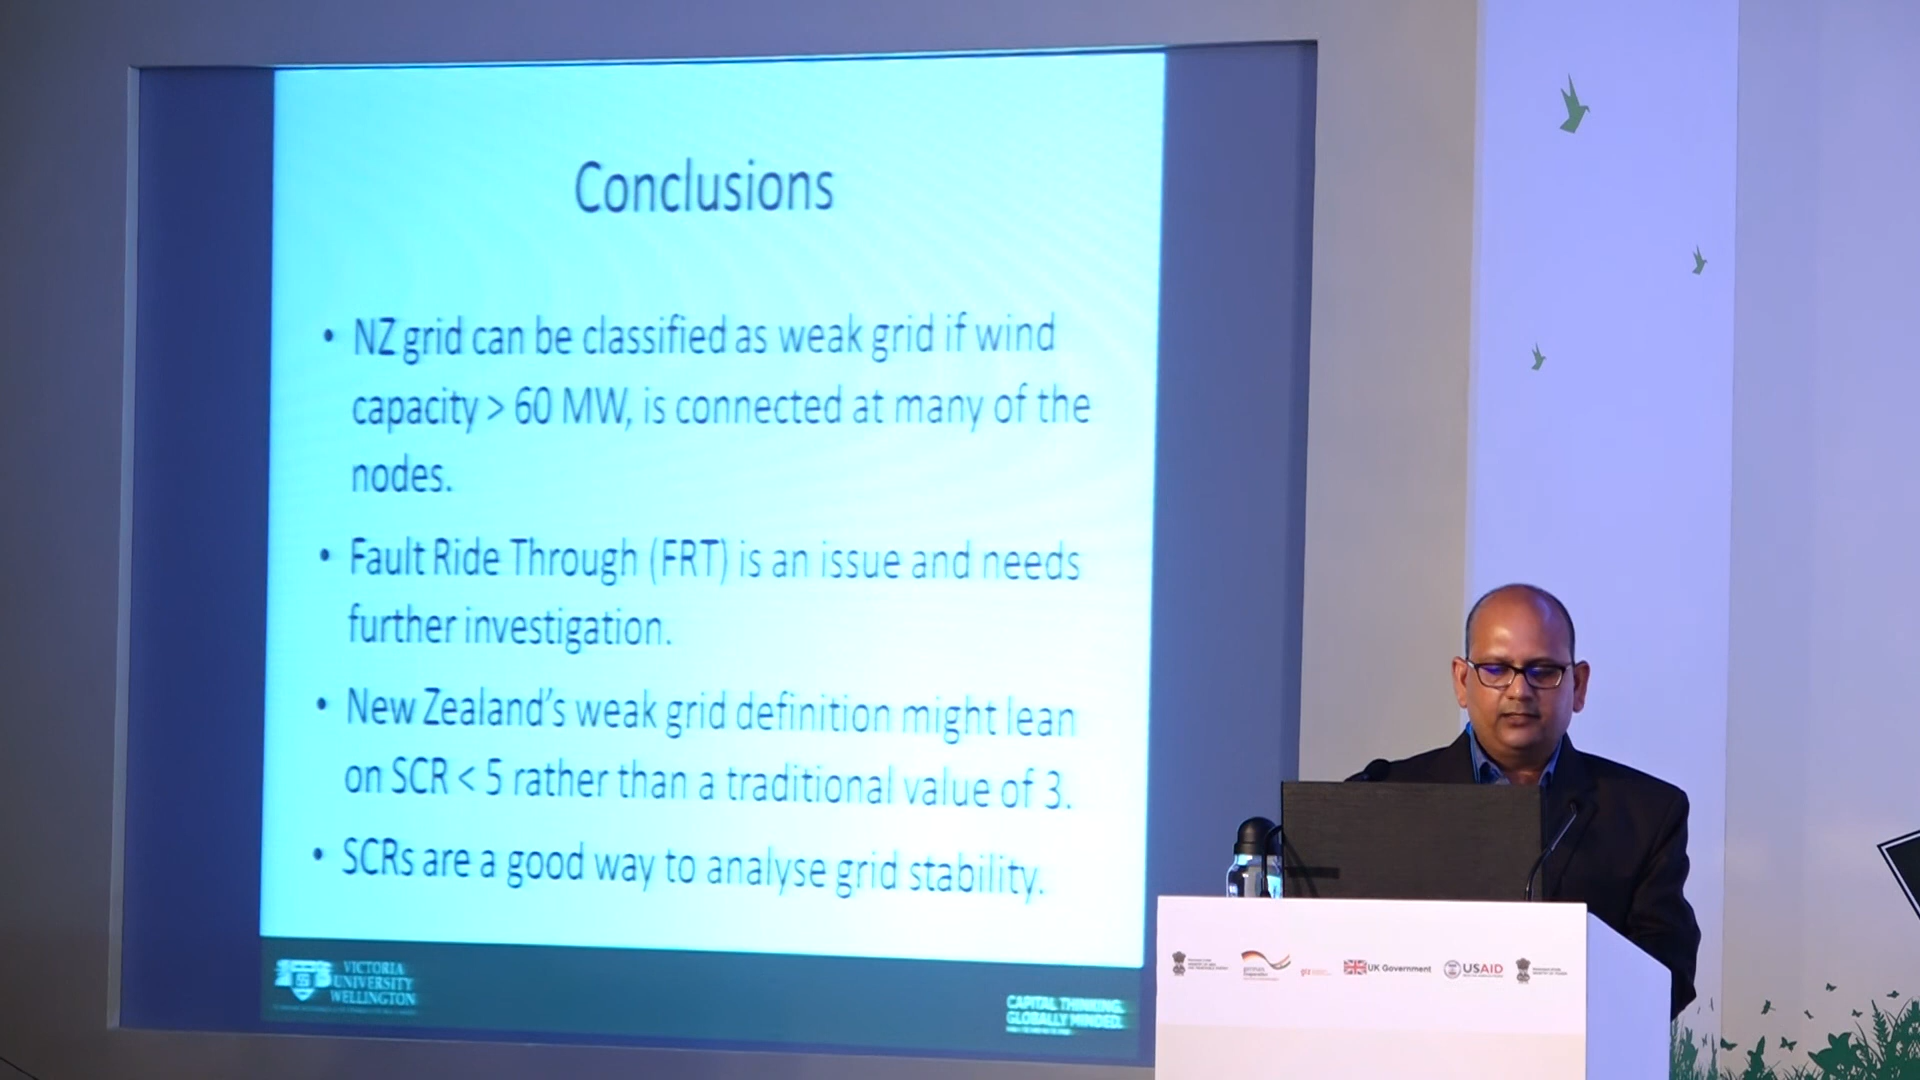 Conclusions
• NZ grid can be classified as weak grid if wind
capacity > 60 MW, is connected at many of the
nodes.
• Fault Ride Through (FRT) is an issue and needs
further investigation.
• New Zealand's weak grid definition might lean
on SCR < 5 rather than a traditional value of 3.
• SCRs are a good way to analyse grid stability.
VICTORIA
UNIVERSITY
WELLINGTON
CAPITAL THINKING.
GLOBALLY MINDED.
german
cooperation
giz
UK Government
USAID